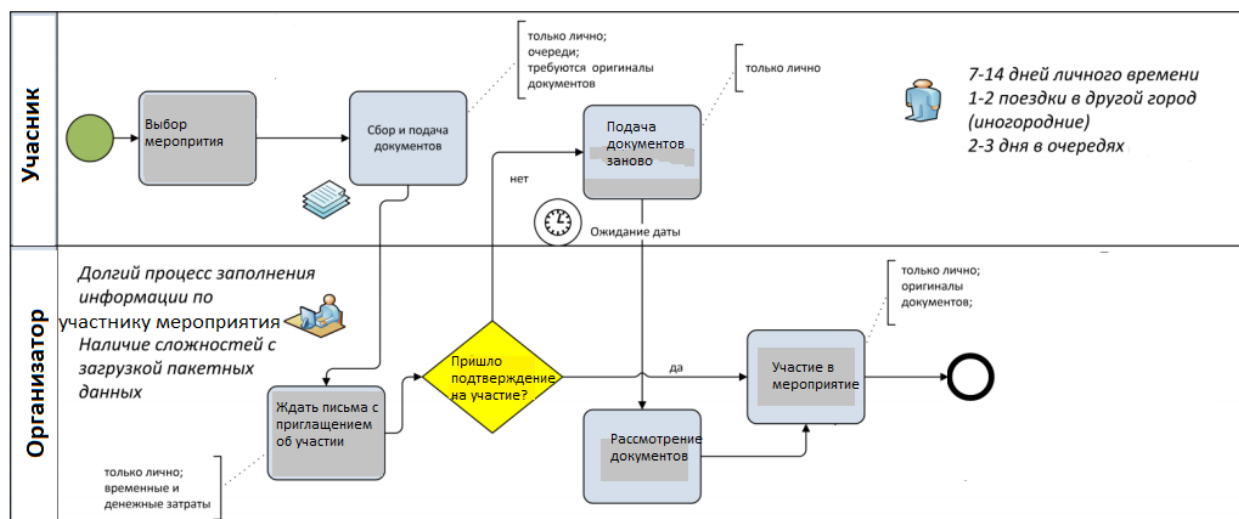 Учасник
Выбор
меропрития
Сбор и подача
документов
только лично;
очереди;
требуются оригиналы
документов
Подача
документов
заново
только лично
7-14 дней личного времени
1-2 поездки в другой город
(иногородние)
2-3 дня в очередях
нет
Ожидание даты
Организатор
Долгий процесс заполнения
информации по
участнику мероприятия
Наличие сложностей с
загрузкой пакетных
данных
Ждать письма с
приглащением
об участии
только лично;
временные и
денежные затраты
Пришло
подтверждение
на участие?
да
Рассмотрение
документов
Участие в
мероприятие
только лично;
оригиналы
документов;